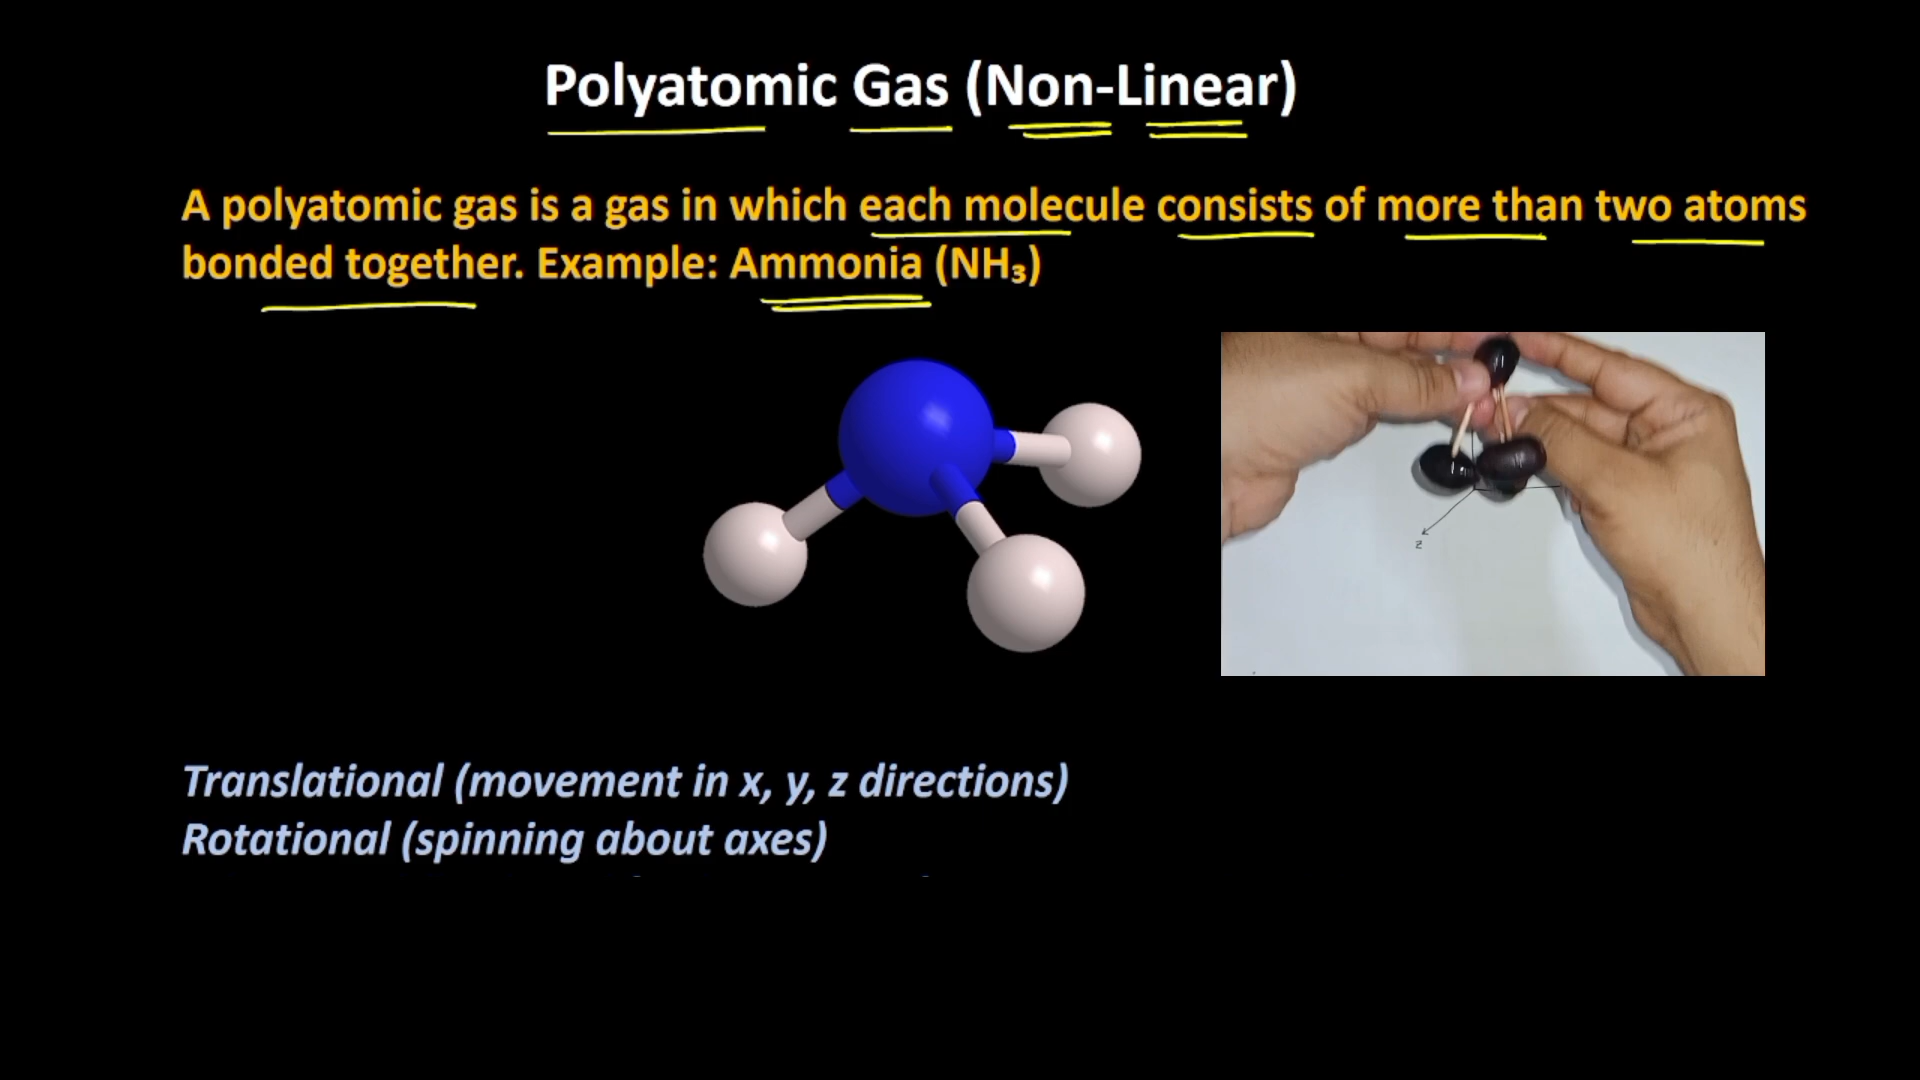 Polyatomic Gas (Non-Linear)
A polyatomic gas is a gas in which each molecule consists of more than two atoms
bonded together. Example: Ammonia (NH₃)
z
Translational (movement in x, y, z directions)
Rotational (spinning about axes)